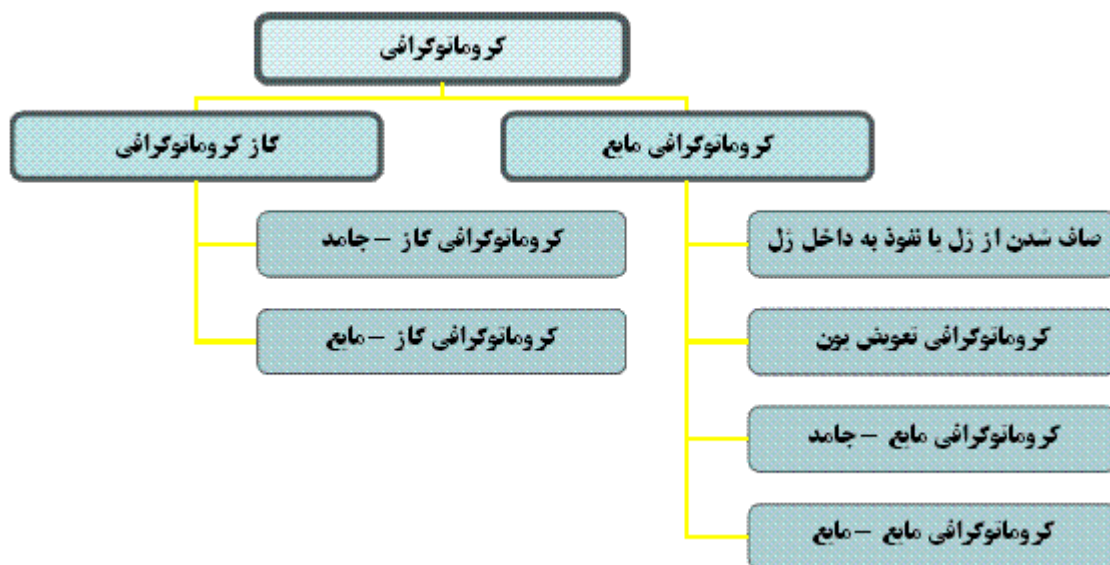 کروماتوگرافی
کروماتوگرافی مایع
گاز کروماتوگرافی
صاف شدن از ژل یا نفوذ به داخل ژل
کروماتوگرافی گاز – جامد
کروماتوگرافی تعویض یون
کروماتوگرافی گاز – مایع
کروماتوگرافی مایع – جامد
کروماتوگرافی مایع – مایع